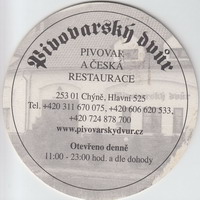 Pivovarský dvůr
PIVOVAR
A ČESKÁ
RESTAURACE
253 01 Chýně, Hlavní 525
Tel. +420 311 670 075, +420 606 620 533,
+420 724 878 700
www.pivovarskydvur.cz
Otevřeno denně
11:00 - 23:00 hod. a dle dohody